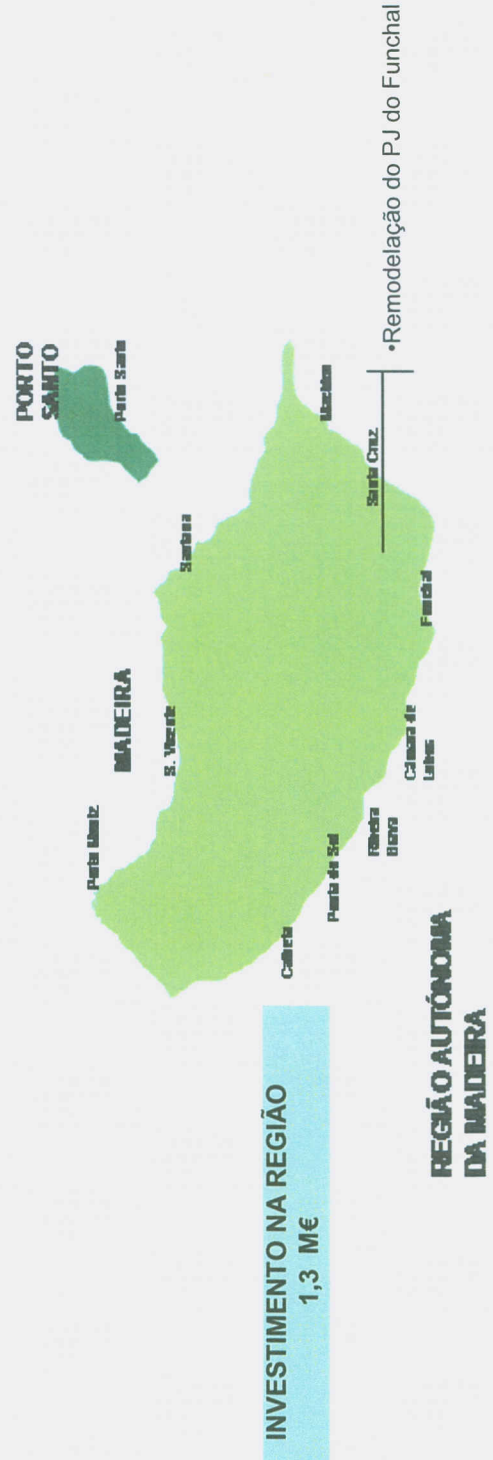 PORTO
SANTO
Porto Santo
MADEIRA
Porto Moniz
S. Vicente
Santana
Machico
Santa Cruz
•Remodelação do PJ do Funchal
Funchal
Câmara de
Lobos
Ribeira
Brava
Ponta do Sol
Calheta
INVESTIMENTO NA REGIÃO
1,3 M€
REGIÃO AUTÓNOMA
DA MADEIRA